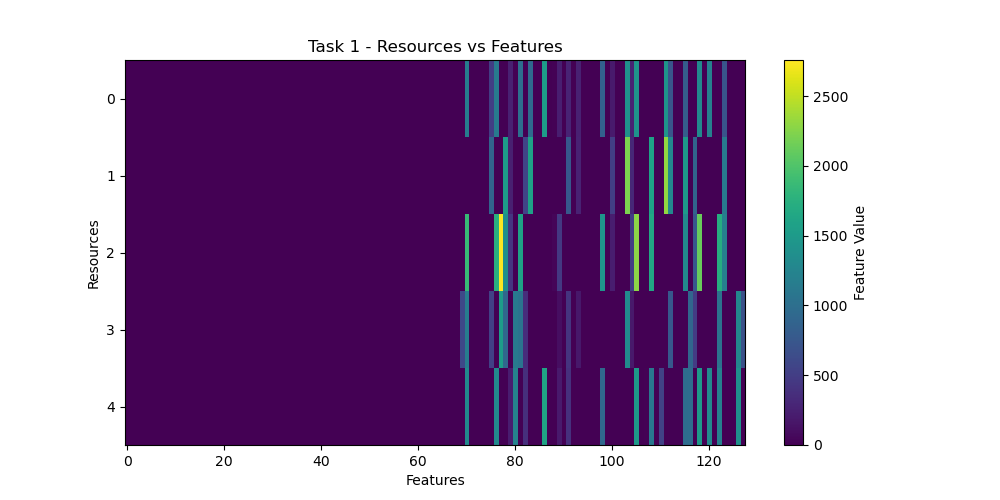 Task 1 - Resources vs Features
Resources
0
1
2
3
4
0 20 40 60 80 100 120
Features
2500
2000
1500
1000
500
0
Feature Value